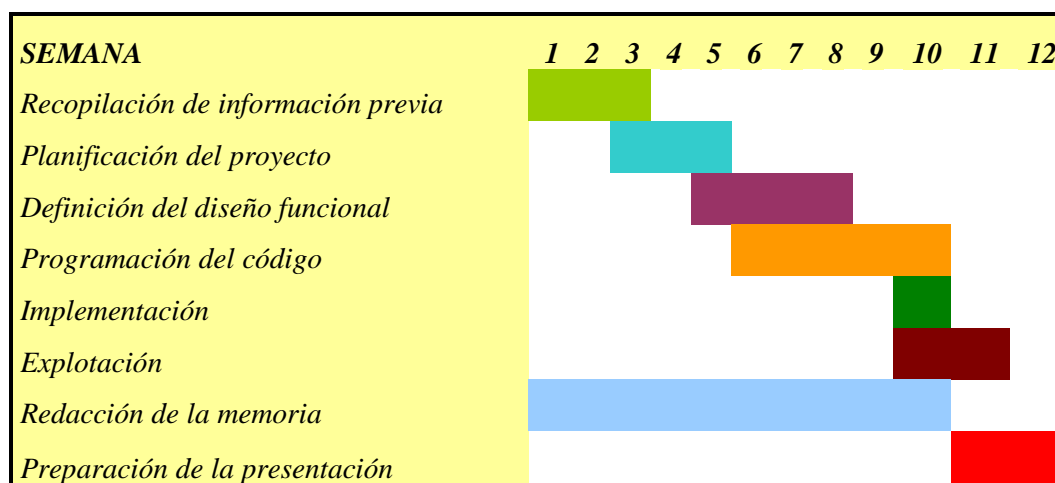 SEMANA 1 2 3 4 5 6 7 8 9 10 11 12
Recopilación de información previa
Planificación del proyecto
Definición del diseño funcional
Programación del código
Implementación
Explotación
Redacción de la memoria
Preparación de la presentación